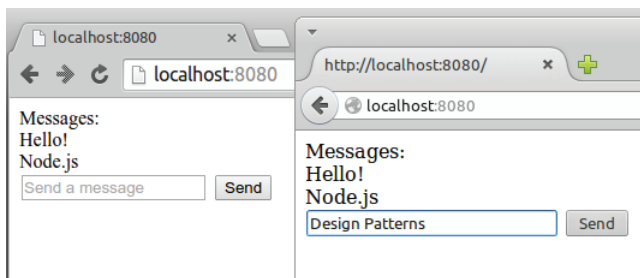 localhost:8080
localhost:8080
Messages:
Hello!
Node.js
Send a message
Send
http://localhost:8080/
localhost:8080
Messages:
Hello!
Node.js
Design Patterns
Send